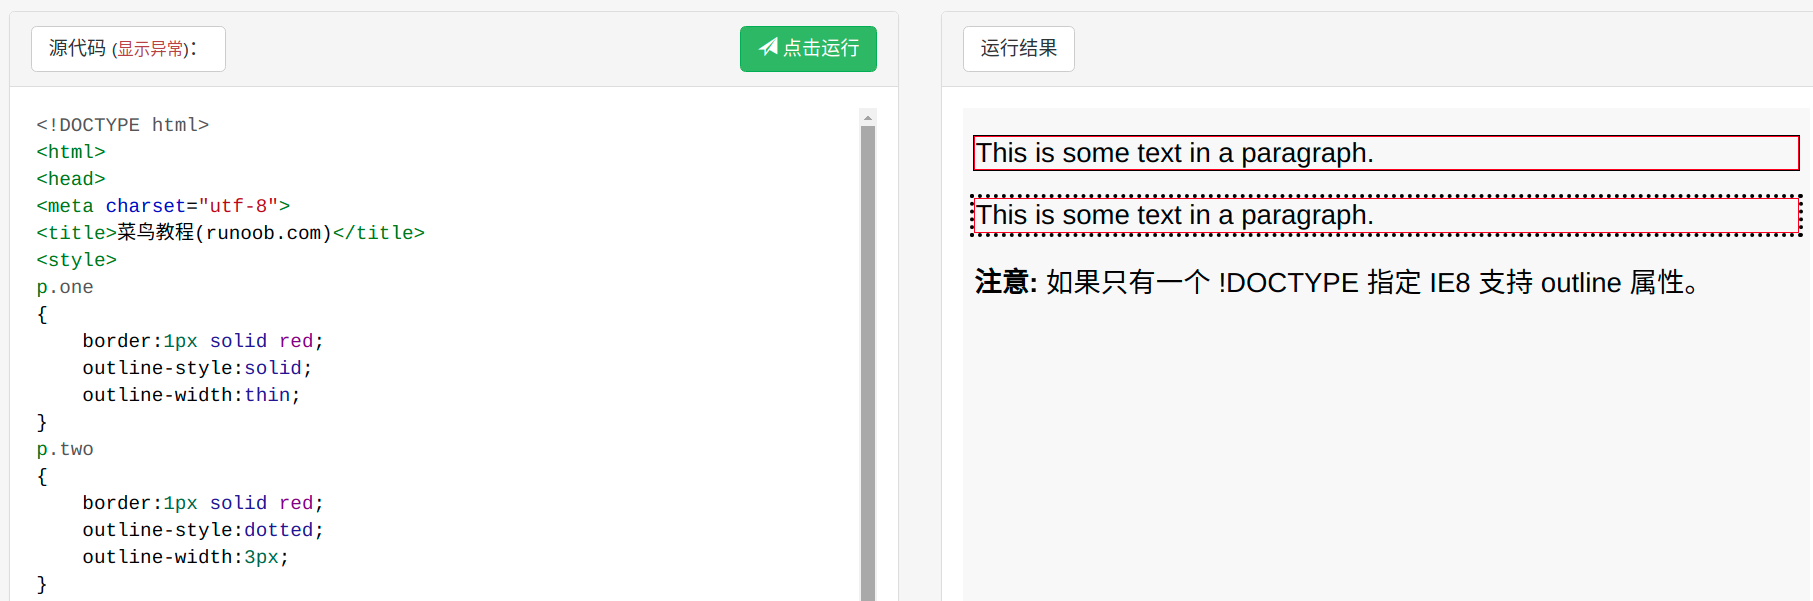 源代码 (显示异常)：
点击运行
<!DOCTYPE html>
<html>
<head>
<meta charset="utf-8">
<title>菜鸟教程(runoob.com)</title>
<style>
p.one
{
    border:1px solid red;
    outline-style:solid;
    outline-width:thin;
}
p.two
{
    border:1px solid red;
    outline-style:dotted;
    outline-width:3px;
}
运行结果
This is some text in a paragraph.
This is some text in a paragraph.
注意: 如果只有一个 !DOCTYPE 指定 IE8 支持 outline 属性。